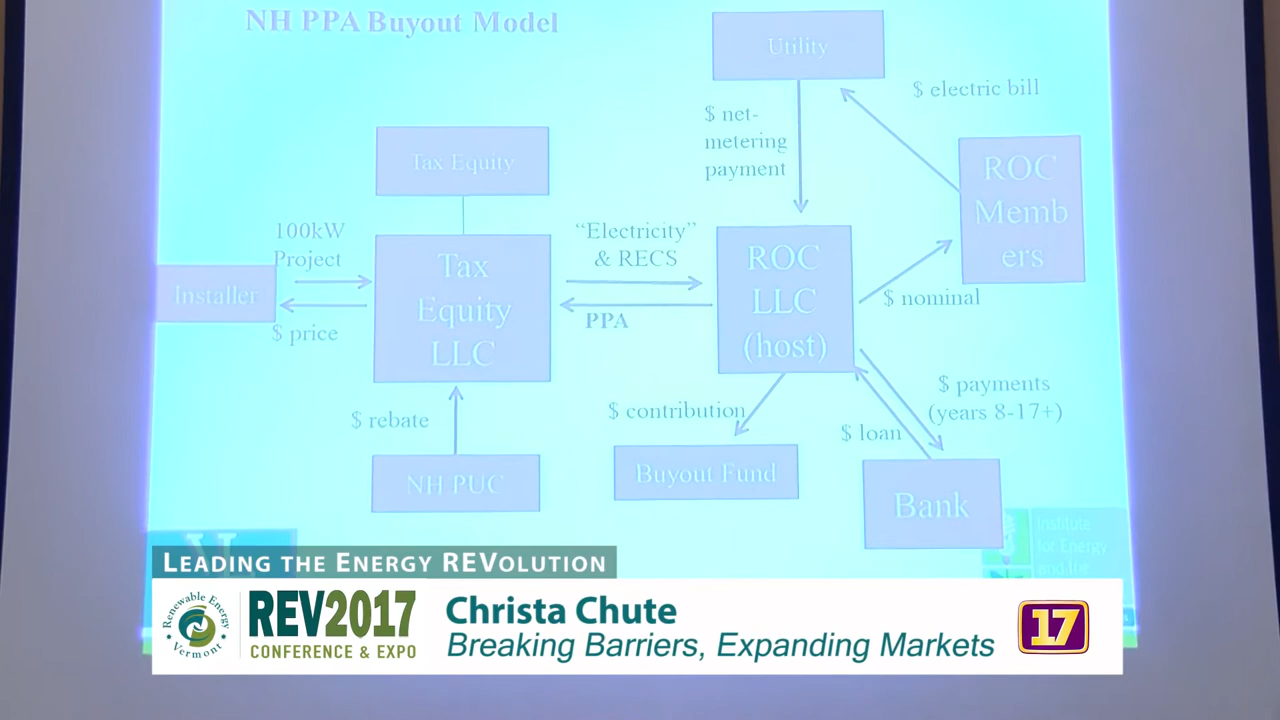 NH PPA Buyout Model
Utility
$ electric bill
$ net-
metering
payment
Tax Equity
ROC
Memb
ers
100kW
Project
"Electricity"
& RECS
Tax
Equity
LLC
ROC
LLC
(host)
Installer
$ price
PPA
$ nominal
$ rebate
$ contribution
$ payments
(years 8-17+)
$ loan
NH PUC
Buyout Fund
Bank
Institute
for Energy
and the
LEADING THE ENERGY REVOLUTION
Renewable Energy
Vermont
REV2017
CONFERENCE & EXPO
Christa Chute
Breaking Barriers, Expanding Markets
17